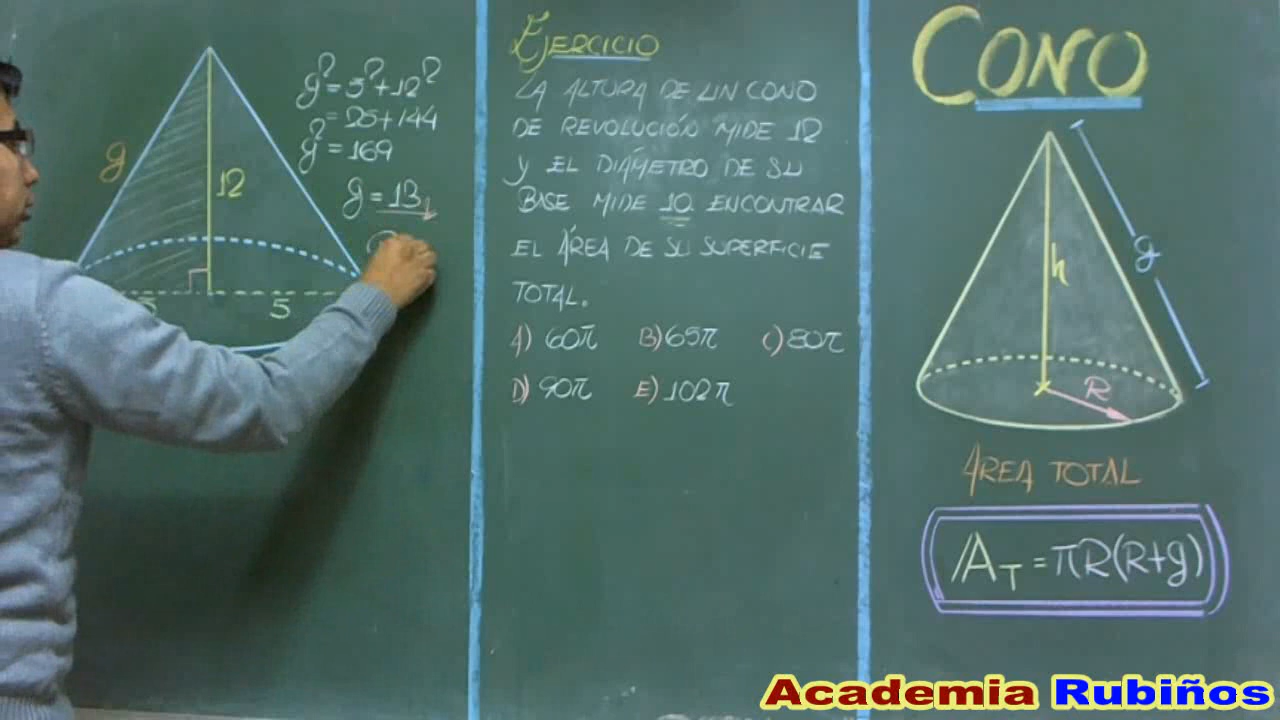 g² = 5² + 12²
= 25 + 144
g² = 169
g = 13
g
12
5
5
EJERCICIO
LA ALTURA DE UN CONO
DE REVOLUCIÓN MIDE 12
Y EL DIÁMETRO DE SU
BASE MIDE 10. ENCONTRAR
EL ÁREA DE SU SUPERFICIE
TOTAL.
A) 60π B) 65π C) 80π
D) 90π E) 102π
CONO
g
h
R
ÁREA TOTAL
A_T = πR(R+g)
Academia Rubiños